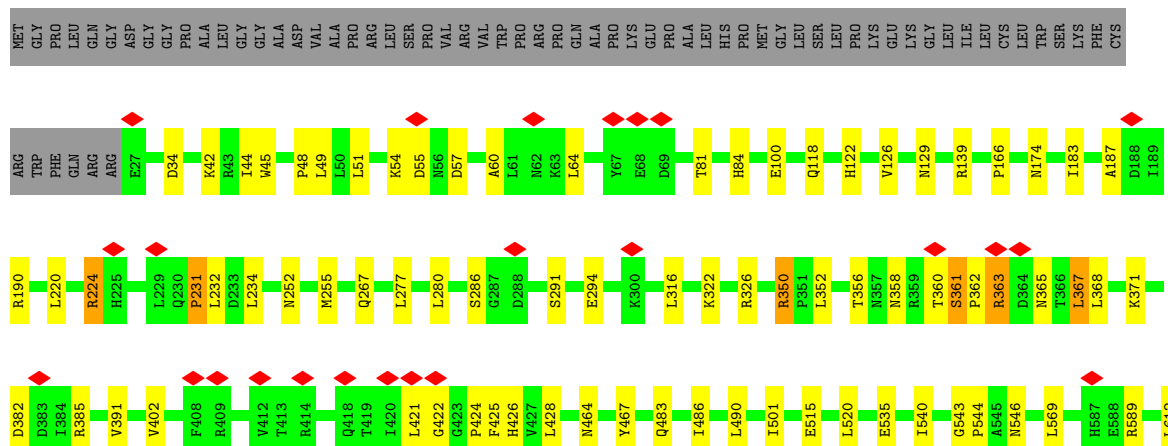 MET GLY PRO LEU GLN GLY ASP GLY GLY PRO ALA LEU GLY GLY ALA ASP VAL ALA PRO ARG LEU SER PRO VAL ARG VAL TRP PRO ARG PRO GLN ALA PRO LYS GLU PRO ALA LEU HIS PRO MET GLY LEU SER LEU PRO LYS GLU LYS GLY LEU ILE LEU CYS LEU TRP SER LYS PHE CYS
ARG TRP PHE GLN ARG ARG E27 D34 K42 R43 I44 W45 P48 L49 L50 L51 K54 D55 N56 D57 A60 L61 N62 K63 L64 Y67 E68 D69 T81 H84 E100 Q118 H122 V126 N129 R139 P166 N174 I183 A187 D188 I189
R190 L220 R224 H225 L229 Q230 P231 L232 D233 L234 N252 M255 Q267 L277 L280 S286 G287 D288 S291 E294 K300 L316 K322 R326 R350 P351 L352 T356 N357 N358 R359 T360 S361 P362 R363 D364 N365 T366 L367 L368 K371
D382 D383 I384 R385 V391 V402 F408 R409 V412 T413 R414 Q418 T419 I420 L421 G422 G423 P424 F425 H426 V427 L428 N464 Y467 Q483 I486 L490 I501 E515 L520 E535 I540 G543 P544 A545 N546 L569 H587 E588 R589